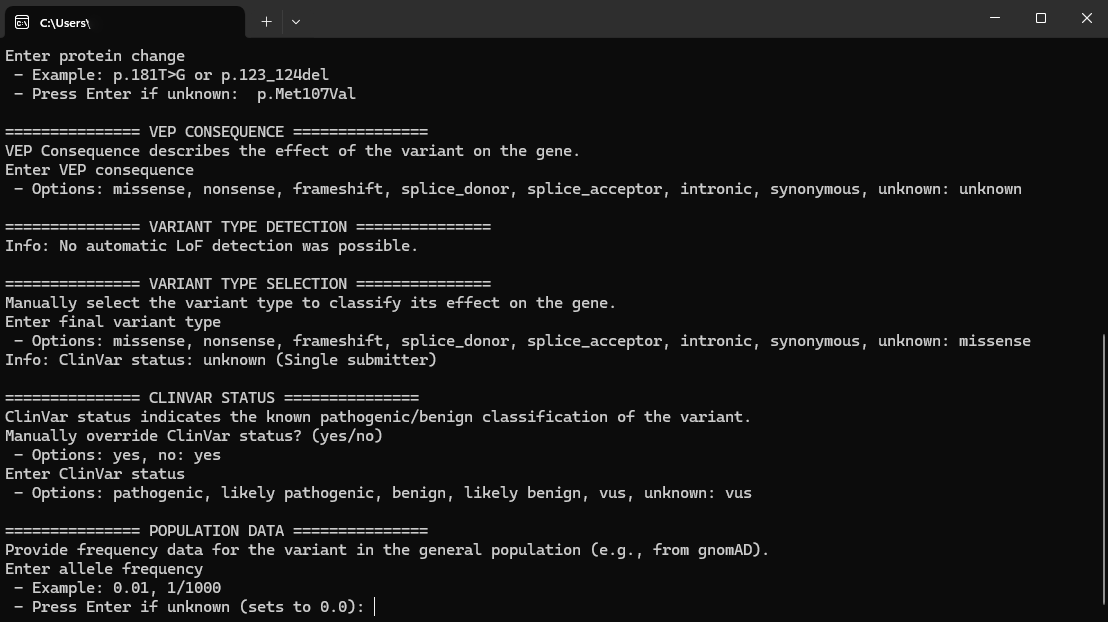 C:\Users\
Enter protein change
- Example: p.181T>G or p.123_124del
- Press Enter if unknown:  p.Met107Val
=============== VEP CONSEQUENCE ===============
VEP Consequence describes the effect of the variant on the gene.
Enter VEP consequence
- Options: missense, nonsense, frameshift, splice_donor, splice_acceptor, intronic, synonymous, unknown: unknown
=============== VARIANT TYPE DETECTION ===============
Info: No automatic LoF detection was possible.
=============== VARIANT TYPE SELECTION ===============
Manually select the variant type to classify its effect on the gene.
Enter final variant type
- Options: missense, nonsense, frameshift, splice_donor, splice_acceptor, intronic, synonymous, unknown: missense
Info: ClinVar status: unknown (Single submitter)
=============== CLINVAR STATUS ===============
ClinVar status indicates the known pathogenic/benign classification of the variant.
Manually override ClinVar status? (yes/no)
- Options: yes, no: yes
Enter ClinVar status
- Options: pathogenic, likely pathogenic, benign, likely benign, vus, unknown: vus
=============== POPULATION DATA ===============
Provide frequency data for the variant in the general population (e.g., from gnomAD).
Enter allele frequency
- Example: 0.01, 1/1000
- Press Enter if unknown (sets to 0.0):